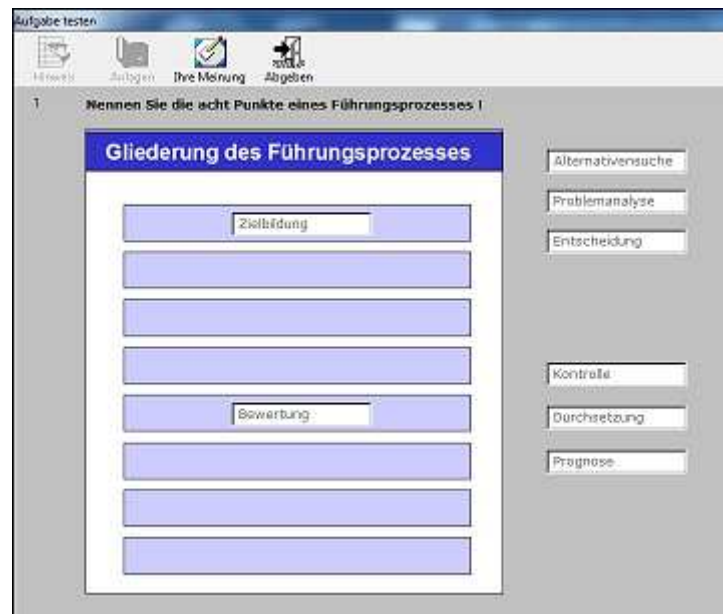 Aufgabe testen
Hinweis
Anlagen
Ihre Meinung
Abgeben
1 Nennen Sie die acht Punkte eines Führungsprozesses !
Gliederung des Führungsprozesses
Zielbildung
Bewertung
Alternativensuche
Problemanalyse
Entscheidung
Kontrolle
Durchsetzung
Prognose